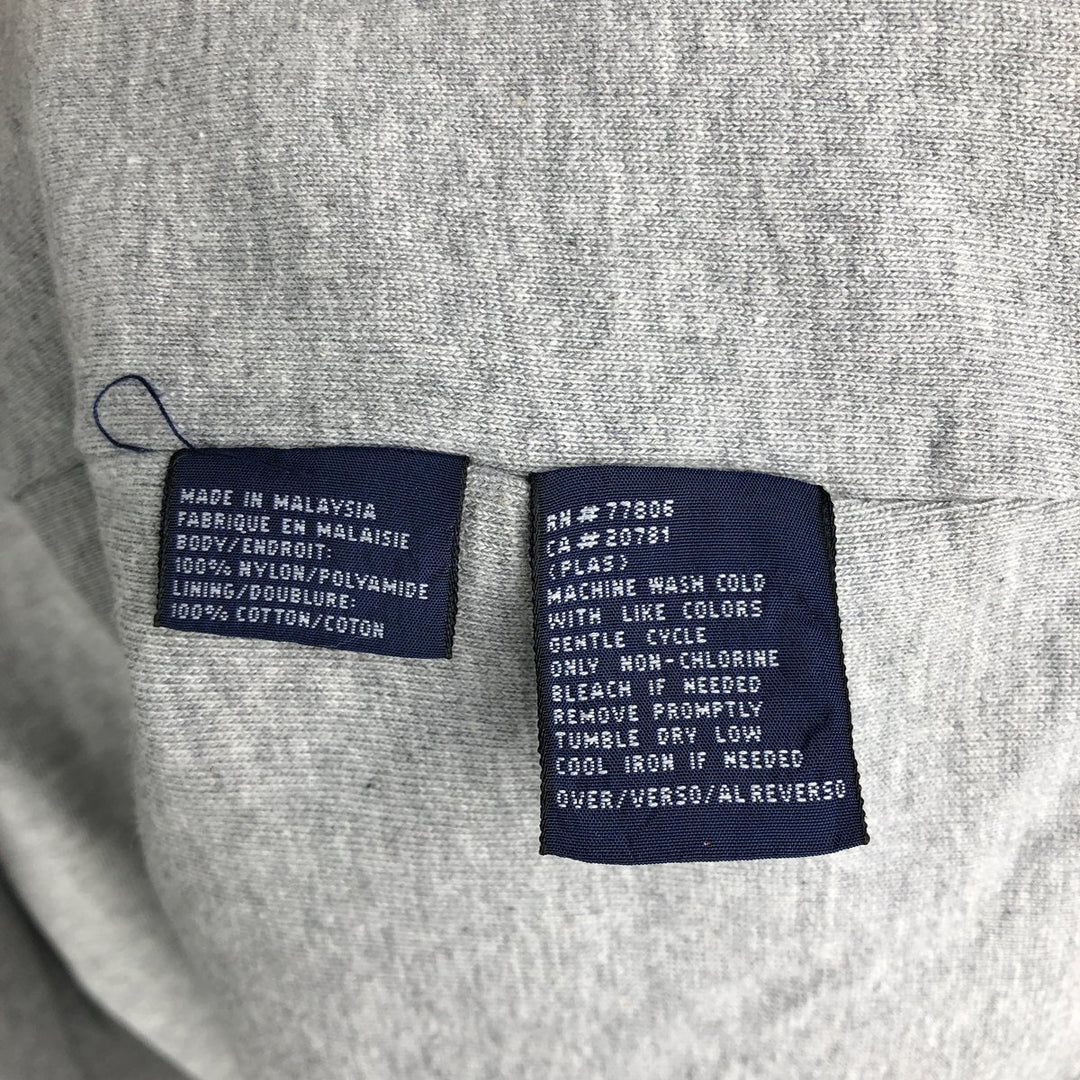 MADE IN MALAYSIA
FABRIQUE EN MALAISIE
BODY/ENDROIT:
100% NYLON/POLYAMIDE
LINING/DOUBLURE:
100% COTTON/COTON
RN# 77806
CA# 20781
(PLAS)
MACHINE WASH COLD
WITH LIKE COLORS
GENTLE CYCLE
ONLY NON-CHLORINE
BLEACH IF NEEDED
REMOVE PROMPTLY
TUMBLE DRY LOW
COOL IRON IF NEEDED
OVER/VERSO/AL REVERSO